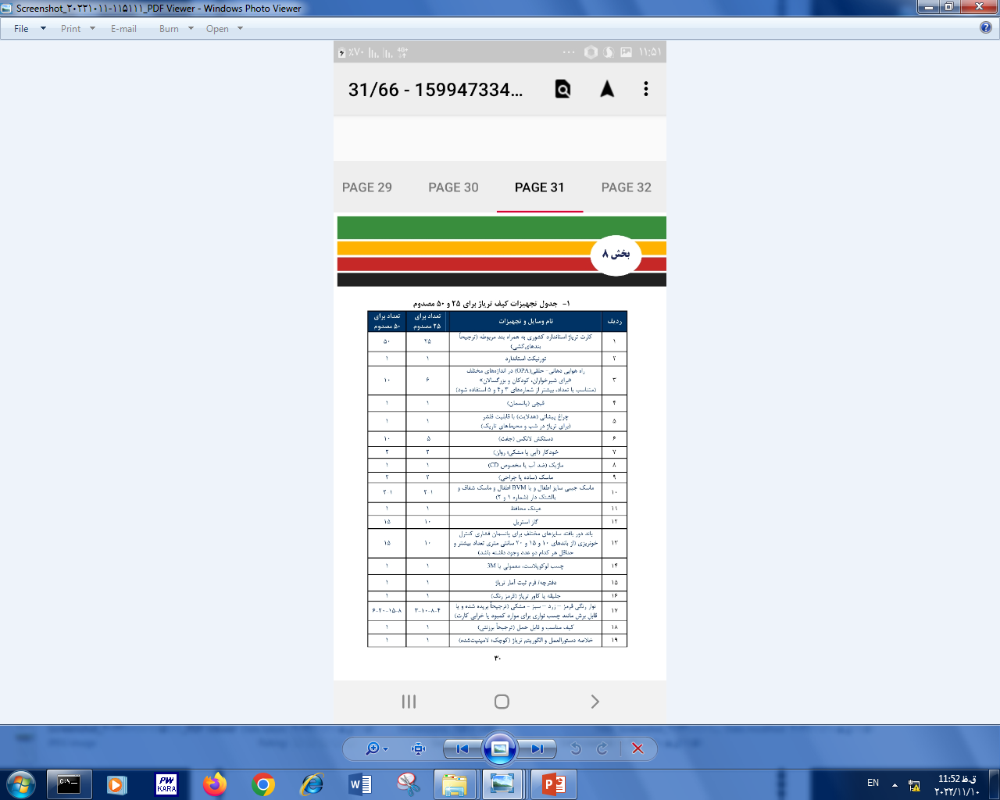 Screenshot_۲۰۲۲۱۰۱۱-۱۱۵۱۱۱_PDF Viewer - Windows Photo Viewer
File Print E-mail Burn Open
٪۷۰ 4G+ ۱۱:۵۱
31/66 - 159947334...
PAGE 29 PAGE 30 PAGE 31 PAGE 32
بخش ۸
۱- جدول تجهیزات کیف تریاژ برای ۲۵ و ۵۰ مصدوم
ردیف نام وسایل و تجهیزات تعداد برای ۲۵ مصدوم تعداد برای ۵۰ مصدوم
۱ کارت تریاژ استاندارد کشوری به همراه بند مربوطه (ترجیحاً ۲۵ ۵۰
بندهای‌کشی)
۲ تورنیکت استاندارد ۱ ۱
۳ راه هوایی دهانی- حلقی(OPA) در اندازه‌های مختلف ۶ ۱۰
«برای شیرخواران، کودکان و بزرگسالان»
(متناسب با تعداد، بیشتر از شماره‌های ۳ و۴ و ۵ استفاده شود)
۴ قیچی (پانسمان) ۱ ۱
۵ چراغ پیشانی (هدلایت) با قابلیت فلشر ۱ ۱
(برای تریاژ در شب و محیط‌های تاریک)
۶ دستکش لاتکس (جفت) ۵ ۱۰
۷ خودکار (آبی یا مشکی؛ روان) ۲ ۲
۸ ماژیک (ضد آب یا مخصوص CD) ۱ ۱
۹ ماسک (ساده یا جراحی) ۲ ۲
۱۰ ماسک جیبی سایز اطفال و یا BVM اطفال و ماسک شفاف و ۱-۲ ۱-۲
بالشتک دار (شماره ۱ و ۲)
۱۱ عینک محافظ ۱ ۱
۱۲ گاز استریل ۱۰ ۱۵
۱۳ باند دور بافته سایزهای مختلف برای پانسمان فشاری کنترل ۱۰ ۱۵
خونریزی (از باندهای ۱۰ و ۱۵ و ۲۰ سانتی متری تعداد بیشتر و
حداقل هر کدام دو عدد وجود داشته باشد)
۱۴ چسب لوکوپلاست، معمولی یا 3M ۱ ۱
۱۵ دفترچه/ فرم ثبت آمار تریاژ ۱ ۱
۱۶ جلیقه یا کاور تریاژ (قرمز رنگ) ۱ ۱
۱۷ نوار رنگی قرمز – زرد – سبز - مشکی (ترجیحاً بریده شده و یا ۳-۱۰-۸-۴ ۶-۲۰-۱۵-۸
قابل برش مانند چسب نواری برای موارد کمبود یا خرابی کارت)
۱۸ کیف مناسب و قابل حمل (ترجیحاً برزنتی) ۱ ۱
۱۹ خلاصه دستورالعمل و الگوریتم تریاژ (کوچک؛ لامینیت‌شده) ۱ ۱
۳۰
C:\_
PW
KARA
EN
11:52 ق.ظ
۲۰۲۲/۱۱/۱۰